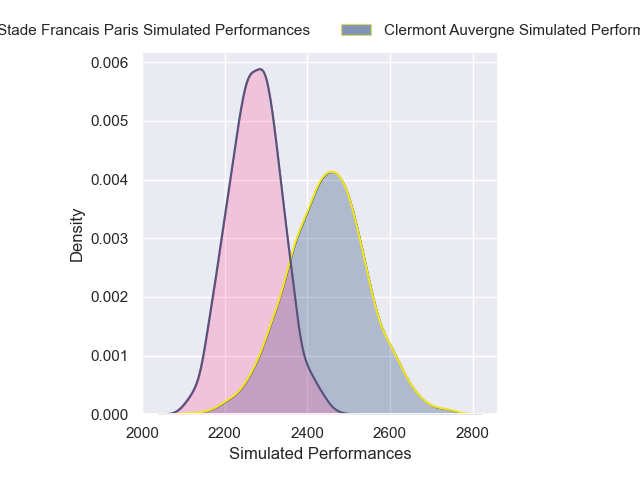 Stade Francais Paris Simulated Performances
Clermont Auvergne Simulated
0.006
0.005
0.004
0.003
0.002
0.001
0.000
Density
2000 2200 2400 2600 2800
Simulated Performances